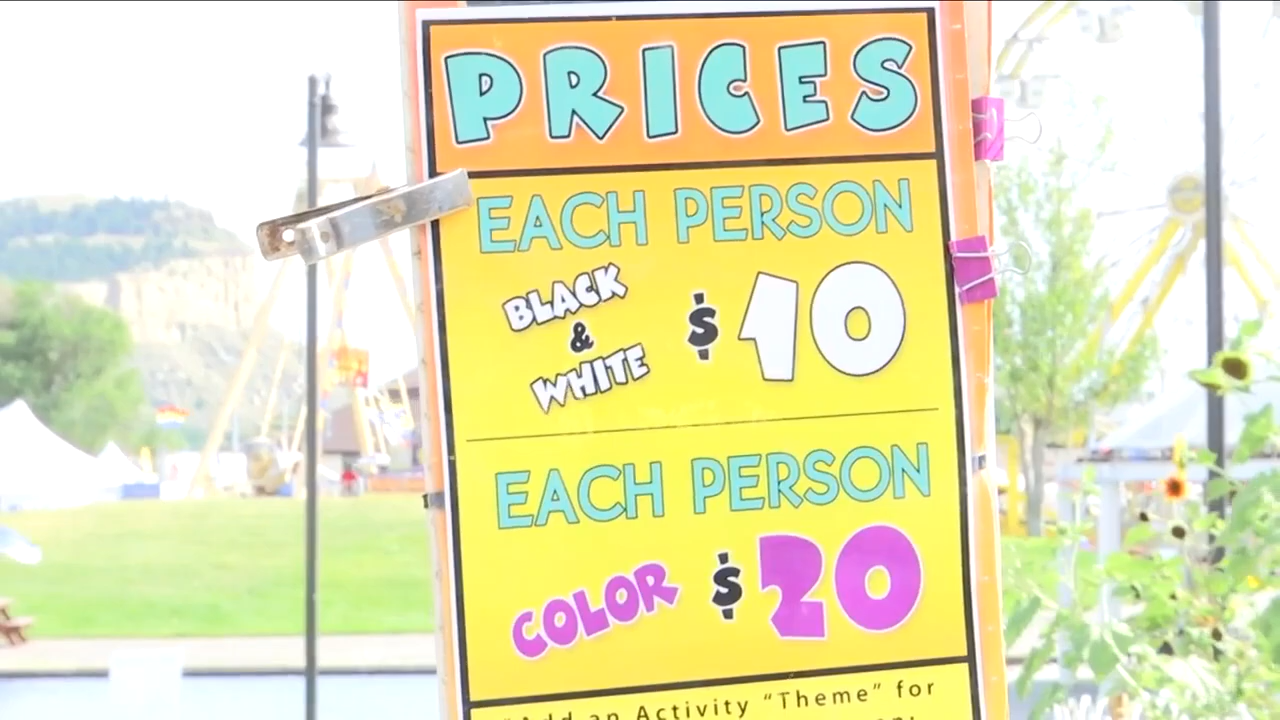 PRICES
EACH PERSON
BLACK
&
WHITE
$10
EACH PERSON
COLOR $20
"Add an Activity "Theme" for